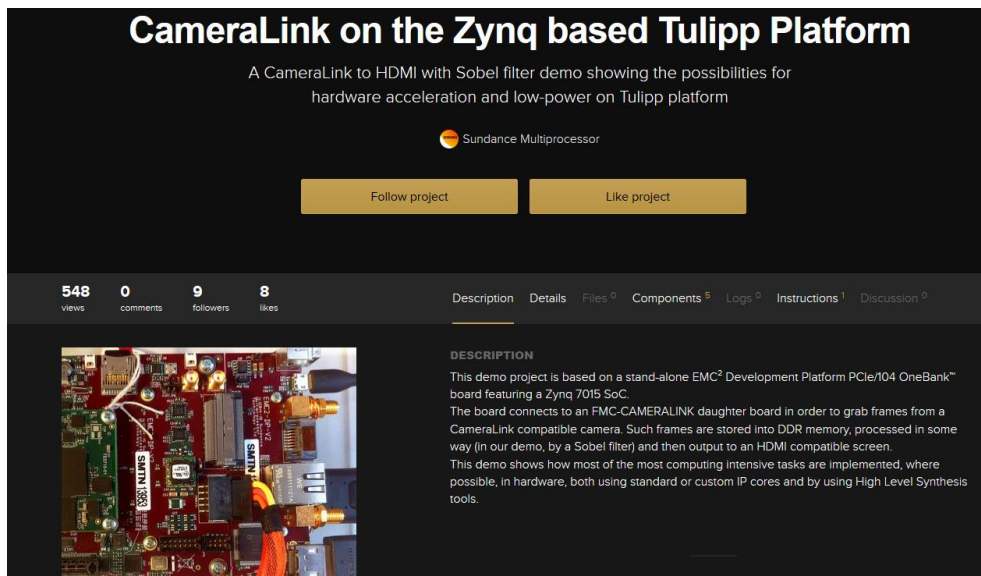 CameraLink on the Zynq based Tulipp Platform
A CameraLink to HDMI with Sobel filter demo showing the possibilities for
hardware acceleration and low-power on Tulipp platform
Sundance Multiprocessor
Follow project
Like project
548 0 9 8
views comments followers likes
Description Details Files 0 Components 5 Logs 0 Instructions 1 Discussion 0
DESCRIPTION
This demo project is based on a stand-alone EMC² Development Platform PCIe/104 OneBank™
board featuring a Zynq 7015 SoC.
The board connects to an FMC-CAMERALINK daughter board in order to grab frames from a
CameraLink compatible camera. Such frames are stored into DDR memory, processed in some
way (in our demo, by a Sobel filter) and then output to an HDMI compatible screen.
This demo shows how most of the most computing intensive tasks are implemented, where
possible, in hardware, both using standard or custom IP cores and by using High Level Synthesis
tools.
EMC2-DP-V2
SMTN
SMTN 13953